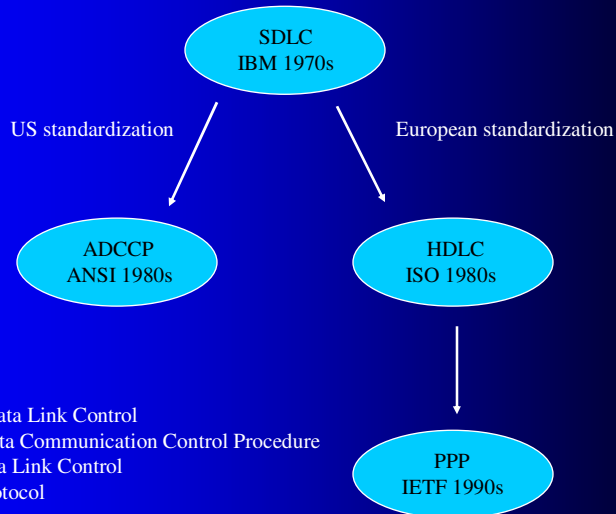 SDLC
IBM 1970s
US standardization
European standardization
ADCCP
ANSI 1980s
HDLC
ISO 1980s
ata Link Control
ta Communication Control Procedure
a Link Control
otocol
PPP
IETF 1990s